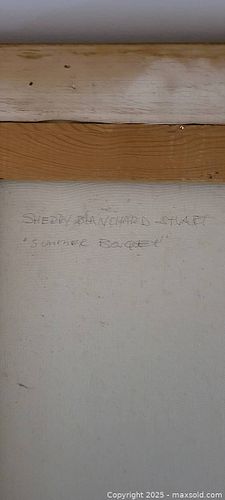 SHERRY BLANCHARD STUART
"SUMMER BOUQUET"
Copyright © 2025 - maxsold.com